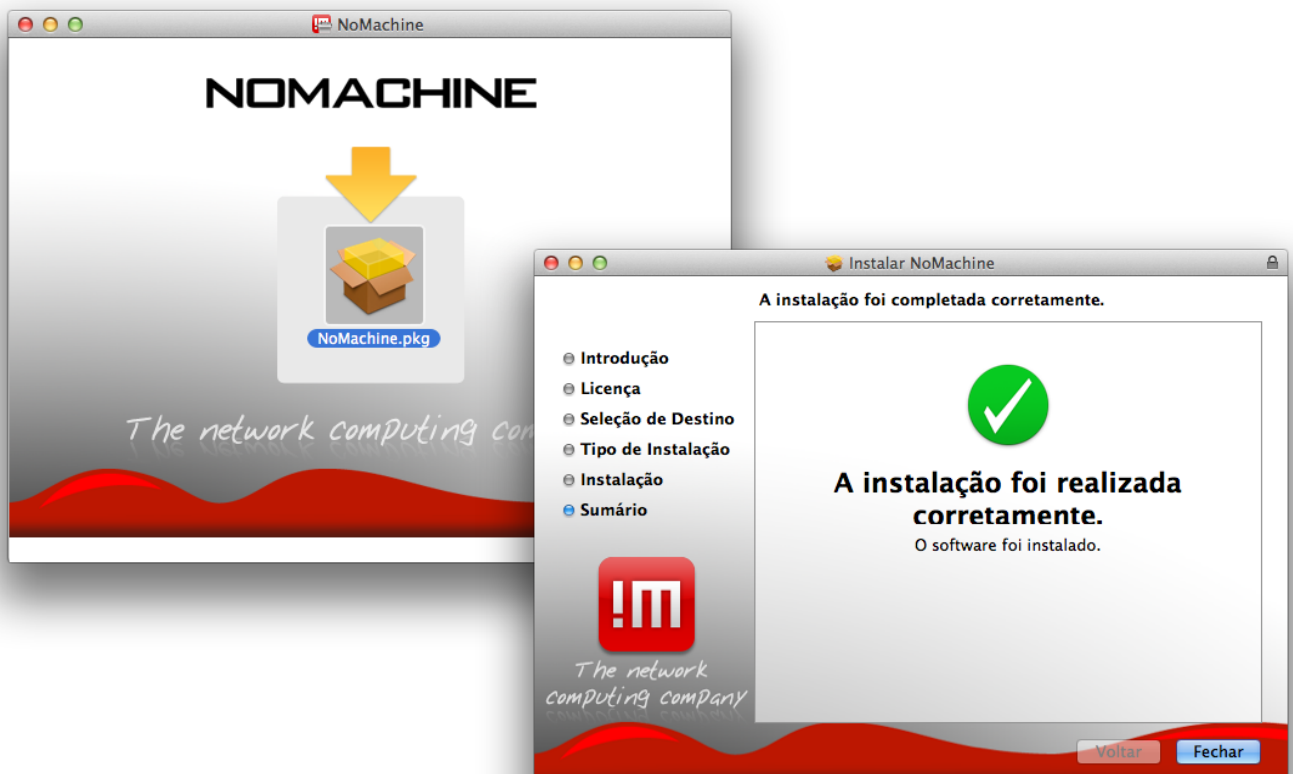 NoMachine
NOMACHINE
NoMachine.pkg
The network computing com
Instalar NoMachine
A instalação foi completada corretamente.
Introdução
Licença
Seleção de Destino
Tipo de Instalação
Instalação
Sumário
A instalação foi realizada
corretamente.
O software foi instalado.
!M
The network
computing company
Voltar
Fechar